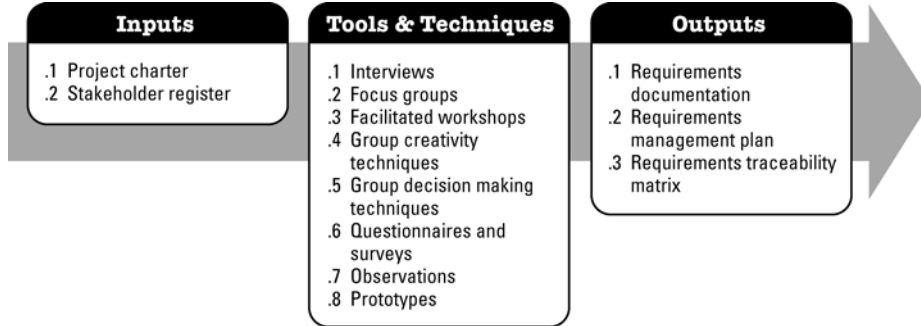 Inputs
.1 Project charter
.2 Stakeholder register
Tools & Techniques
.1 Interviews
.2 Focus groups
.3 Facilitated workshops
.4 Group creativity
techniques
.5 Group decision making
techniques
.6 Questionnaires and
surveys
.7 Observations
.8 Prototypes
Outputs
.1 Requirements
documentation
.2 Requirements
management plan
.3 Requirements traceability
matrix